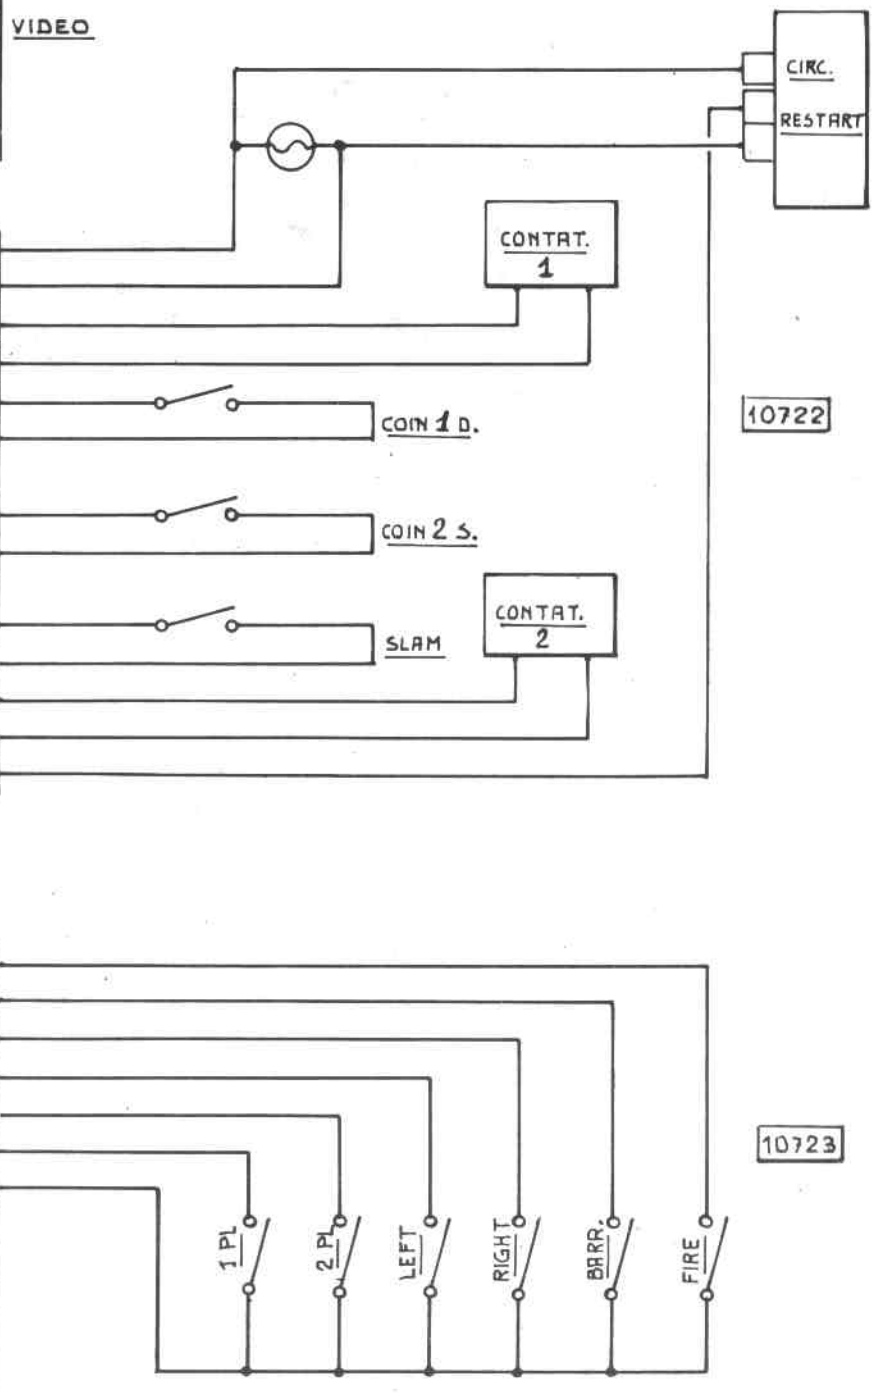 VIDEO
CIRC.
RESTART
CONTAT.
1
10722
COIN 1 D.
COIN 2 S.
CONTAT.
2
SLAM
10723
1 PL
2 PL
LEFT
RIGHT
BARR.
FIRE